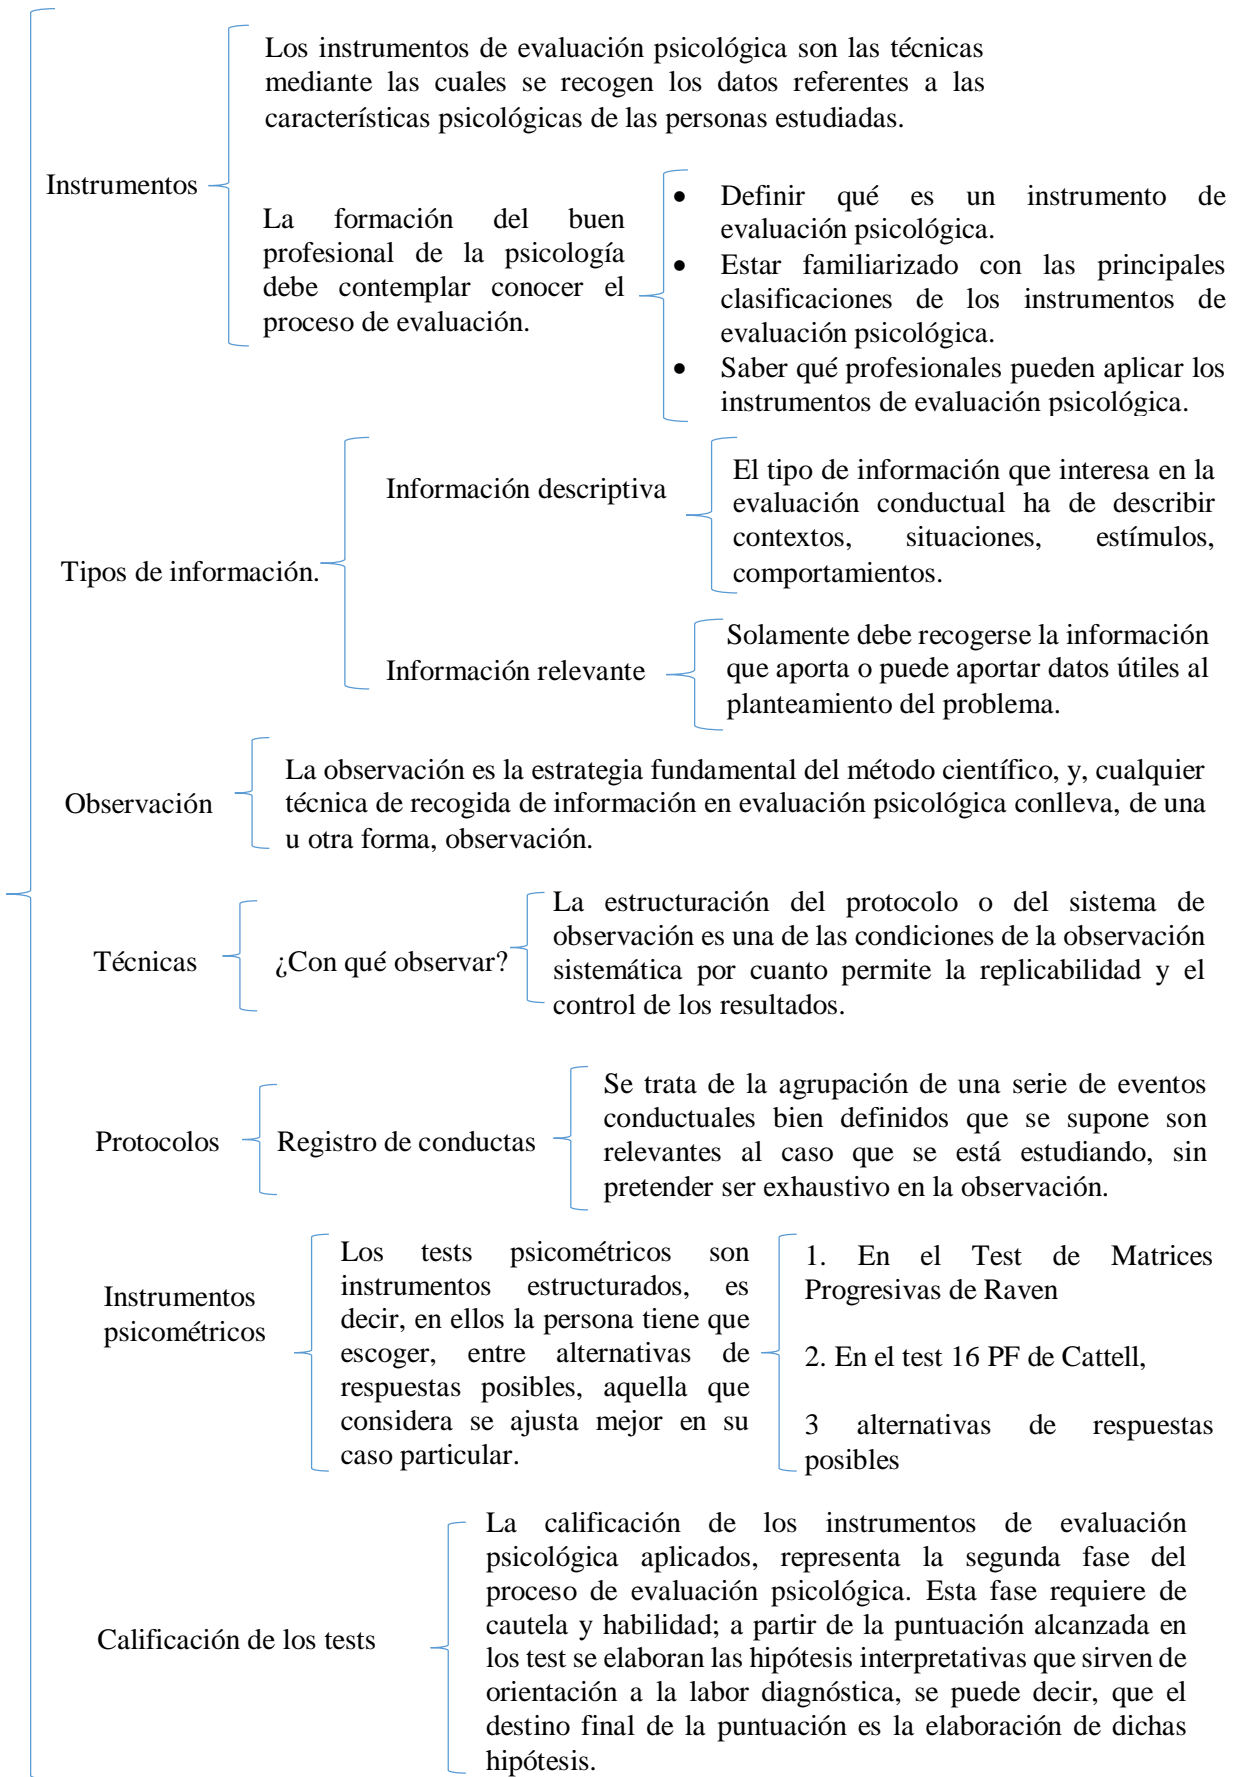 Los instrumentos de evaluación psicológica son las técnicas
mediante las cuales se recogen los datos referentes a las
características psicológicas de las personas estudiadas.
Instrumentos
La formación del buen
profesional de la psicología
debe contemplar conocer el
proceso de evaluación.
• Definir qué es un instrumento de
evaluación psicológica.
• Estar familiarizado con las principales
clasificaciones de los instrumentos de
evaluación psicológica.
• Saber qué profesionales pueden aplicar los
instrumentos de evaluación psicológica.
Tipos de información.
Información descriptiva
El tipo de información que interesa en la
evaluación conductual ha de describir
contextos, situaciones, estímulos,
comportamientos.
Información relevante
Solamente debe recogerse la información
que aporta o puede aportar datos útiles al
planteamiento del problema.
Observación
La observación es la estrategia fundamental del método científico, y, cualquier
técnica de recogida de información en evaluación psicológica conlleva, de una
u otra forma, observación.
Técnicas
¿Con qué observar?
La estructuración del protocolo o del sistema de
observación es una de las condiciones de la observación
sistemática por cuanto permite la replicabilidad y el
control de los resultados.
Protocolos
Registro de conductas
Se trata de la agrupación de una serie de eventos
conductuales bien definidos que se supone son
relevantes al caso que se está estudiando, sin
pretender ser exhaustivo en la observación.
Instrumentos
psicométricos
Los tests psicométricos son
instrumentos estructurados, es
decir, en ellos la persona tiene que
escoger, entre alternativas de
respuestas posibles, aquella que
considera se ajusta mejor en su
caso particular.
1. En el Test de Matrices
Progresivas de Raven
2. En el test 16 PF de Cattell,
3 alternativas de respuestas
posibles
Calificación de los tests
La calificación de los instrumentos de evaluación
psicológica aplicados, representa la segunda fase del
proceso de evaluación psicológica. Esta fase requiere de
cautela y habilidad; a partir de la puntuación alcanzada en
los test se elaboran las hipótesis interpretativas que sirven de
orientación a la labor diagnóstica, se puede decir, que el
destino final de la puntuación es la elaboración de dichas
hipótesis.